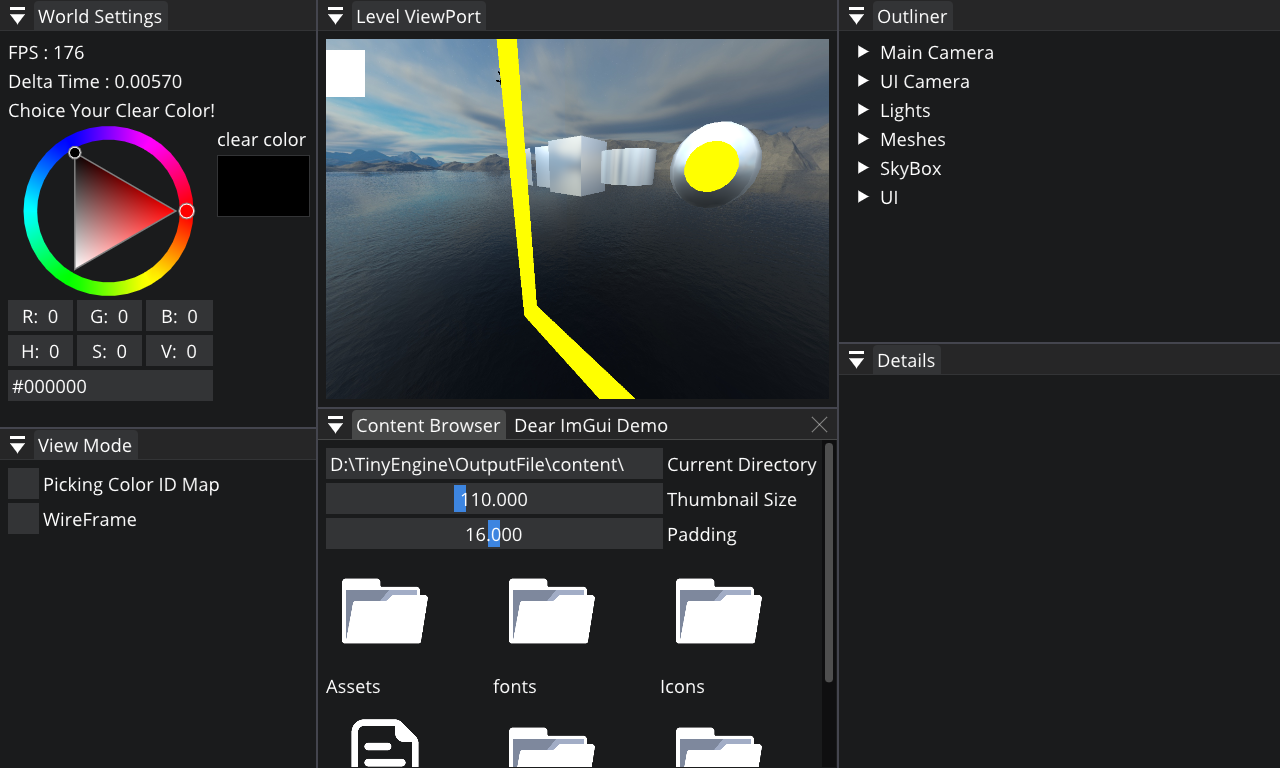 World Settings
FPS : 176
Delta Time : 0.00570
Choice Your Clear Color!
clear color
R: 0 G: 0 B: 0
H: 0 S: 0 V: 0
#000000
View Mode
Picking Color ID Map
WireFrame
Level ViewPort
Content Browser Dear ImGui Demo
D:\TinyEngine\OutputFile\content\ Current Directory
110.000 Thumbnail Size
16.000 Padding
Assets fonts Icons
Outliner
Main Camera
UI Camera
Lights
Meshes
SkyBox
UI
Details